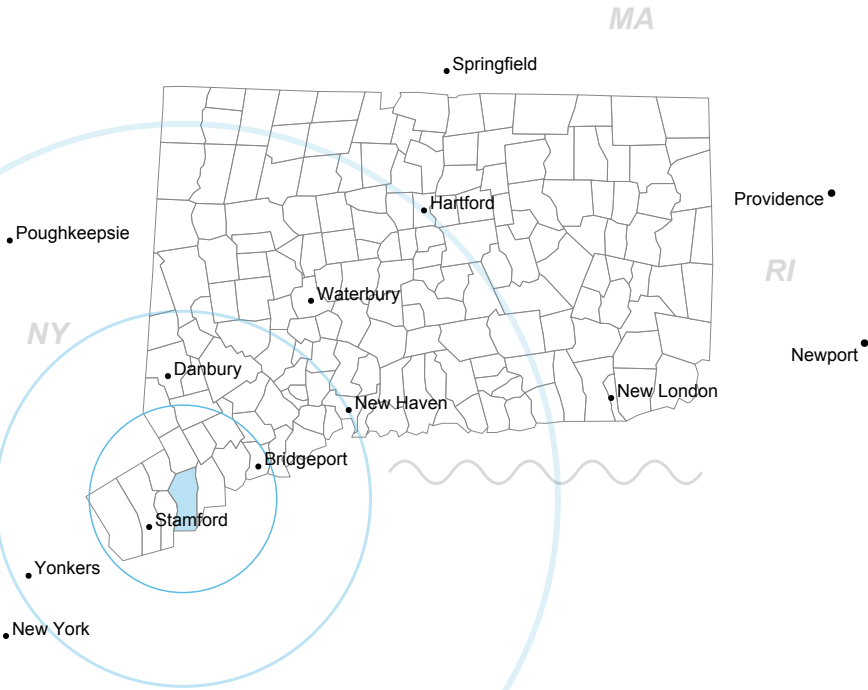 MA
Springfield
Providence
Hartford
Poughkeepsie
RI
Waterbury
NY
Newport
Danbury
New London
New Haven
Bridgeport
Stamford
Yonkers
New York